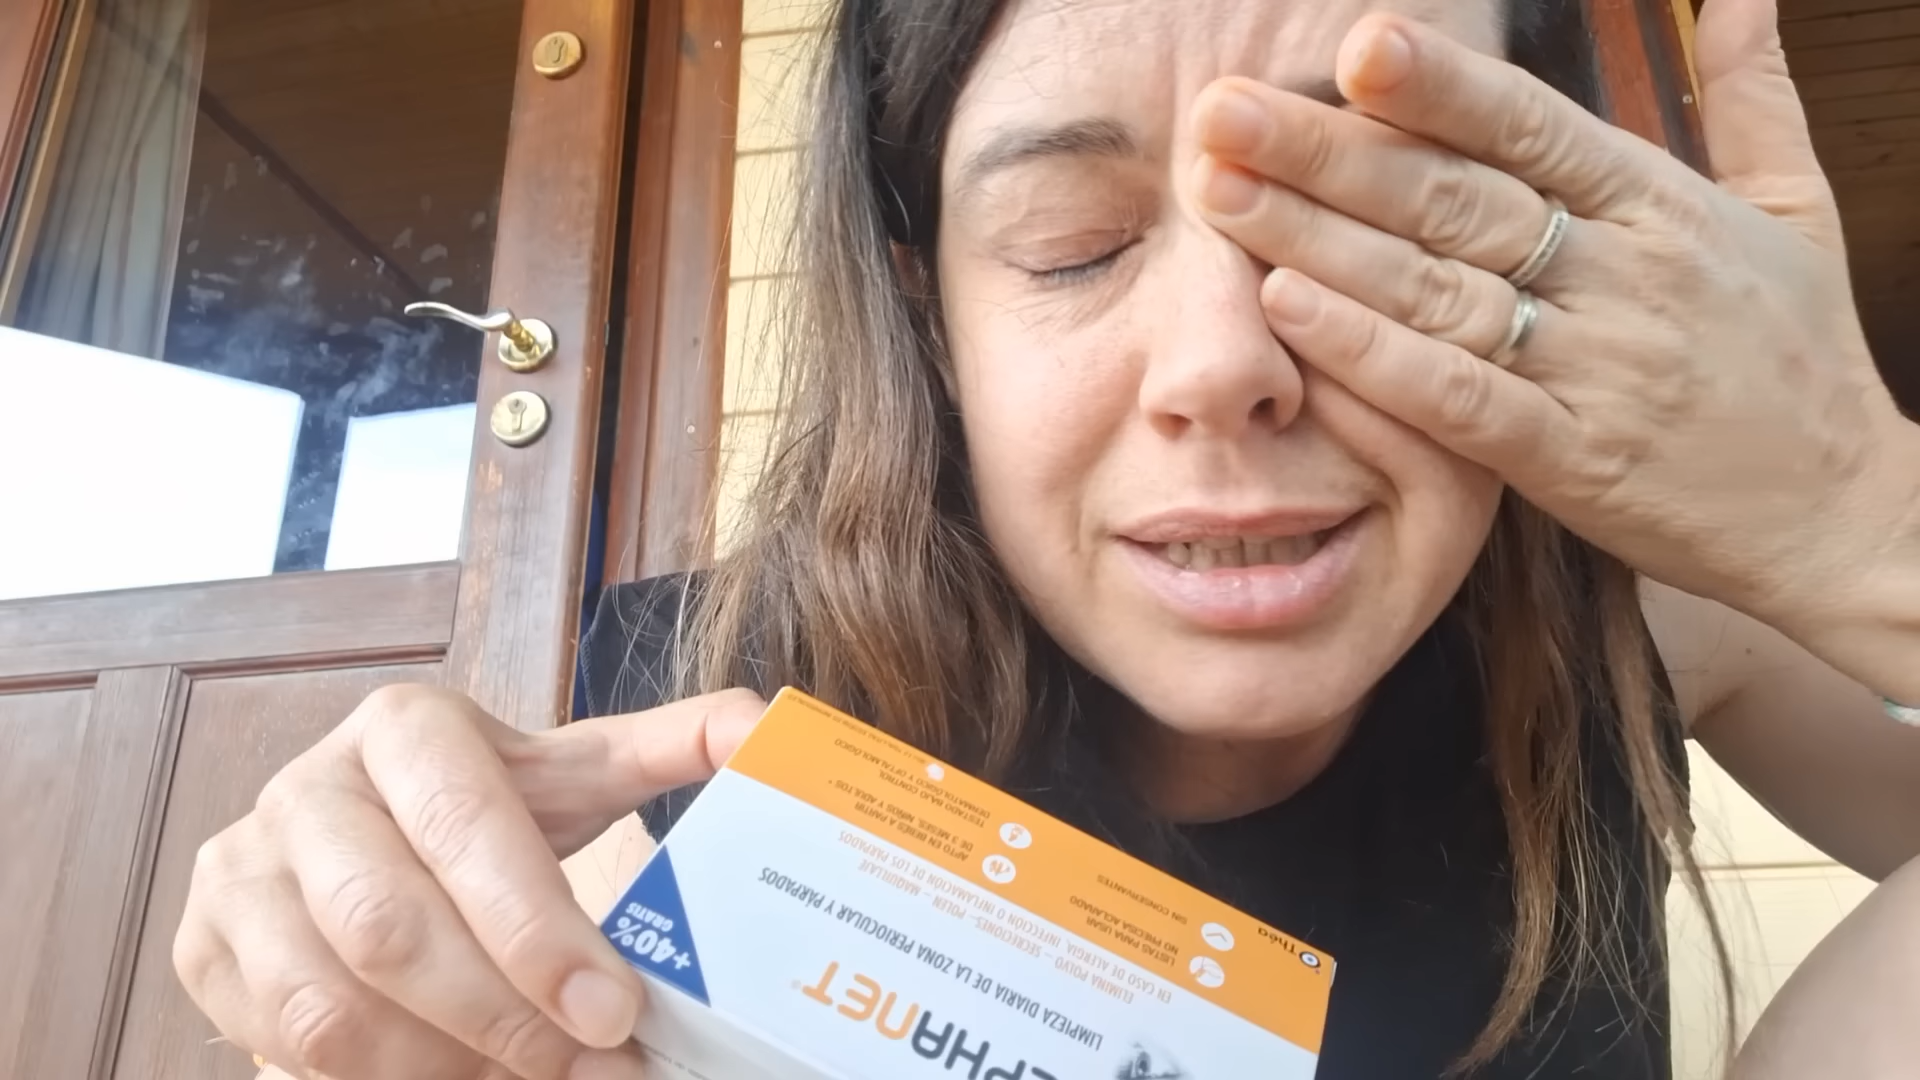 EPHANET®
LIMPIEZA DIARIA DE LA ZONA PERIOCULAR Y PÁRPADOS
ELIMINA POLVO – SECRECIONES – POLEN – MAQUILLAJE
EN CASO DE ALERGIA, INFECCIÓN O INFLAMACIÓN DE LOS PÁRPADOS
LISTAS PARA USAR
NO PRECISA ACLARADO
SIN CONSERVANTES
APTO EN BEBÉS A PARTIR
DE 3 MESES, NIÑOS Y ADULTOS
TESTADO BAJO CONTROL
DERMATOLÓGICO Y OFTALMOLÓGICO
Théa
+40%
GRATIS